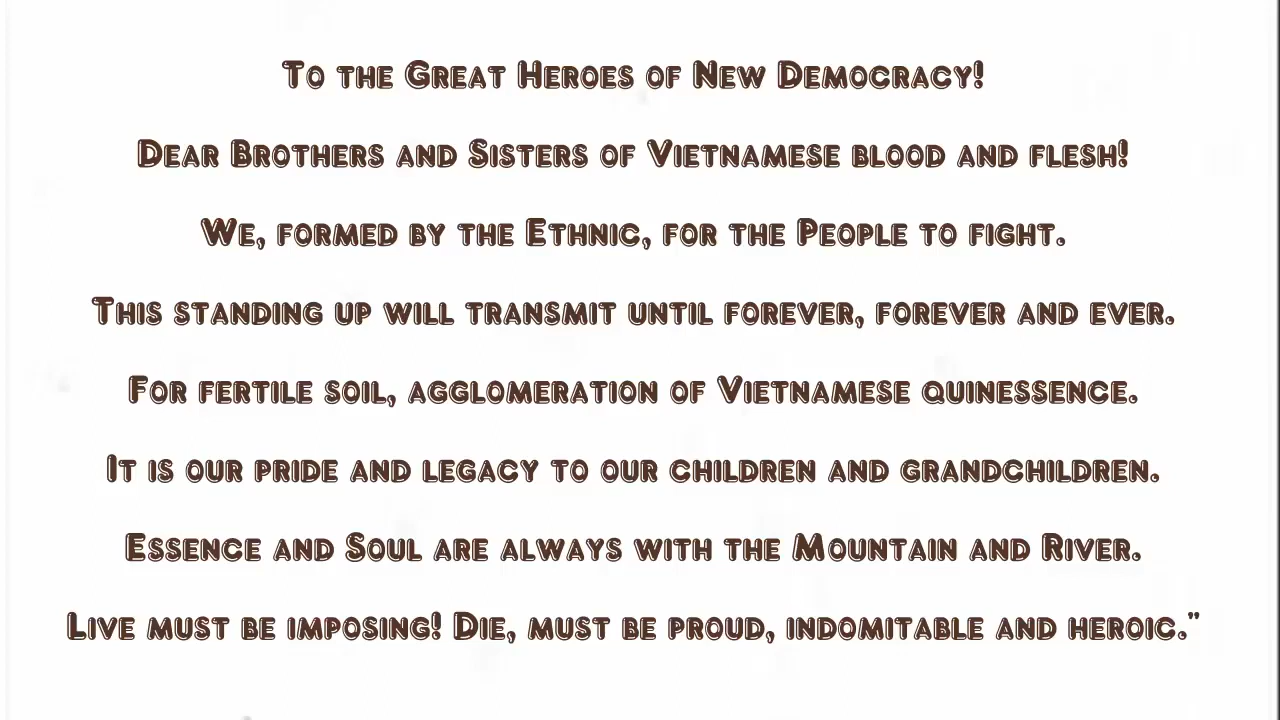 To the Great Heroes of New Democracy!
Dear Brothers and Sisters of Vietnamese blood and flesh!
We, formed by the Ethnic, for the People to fight.
This standing up will transmit until forever, forever and ever.
For fertile soil, agglomeration of Vietnamese quinessence.
It is our pride and legacy to our children and grandchildren.
Essence and Soul are always with the Mountain and River.
Live must be imposing! Die, must be proud, indomitable and heroic."